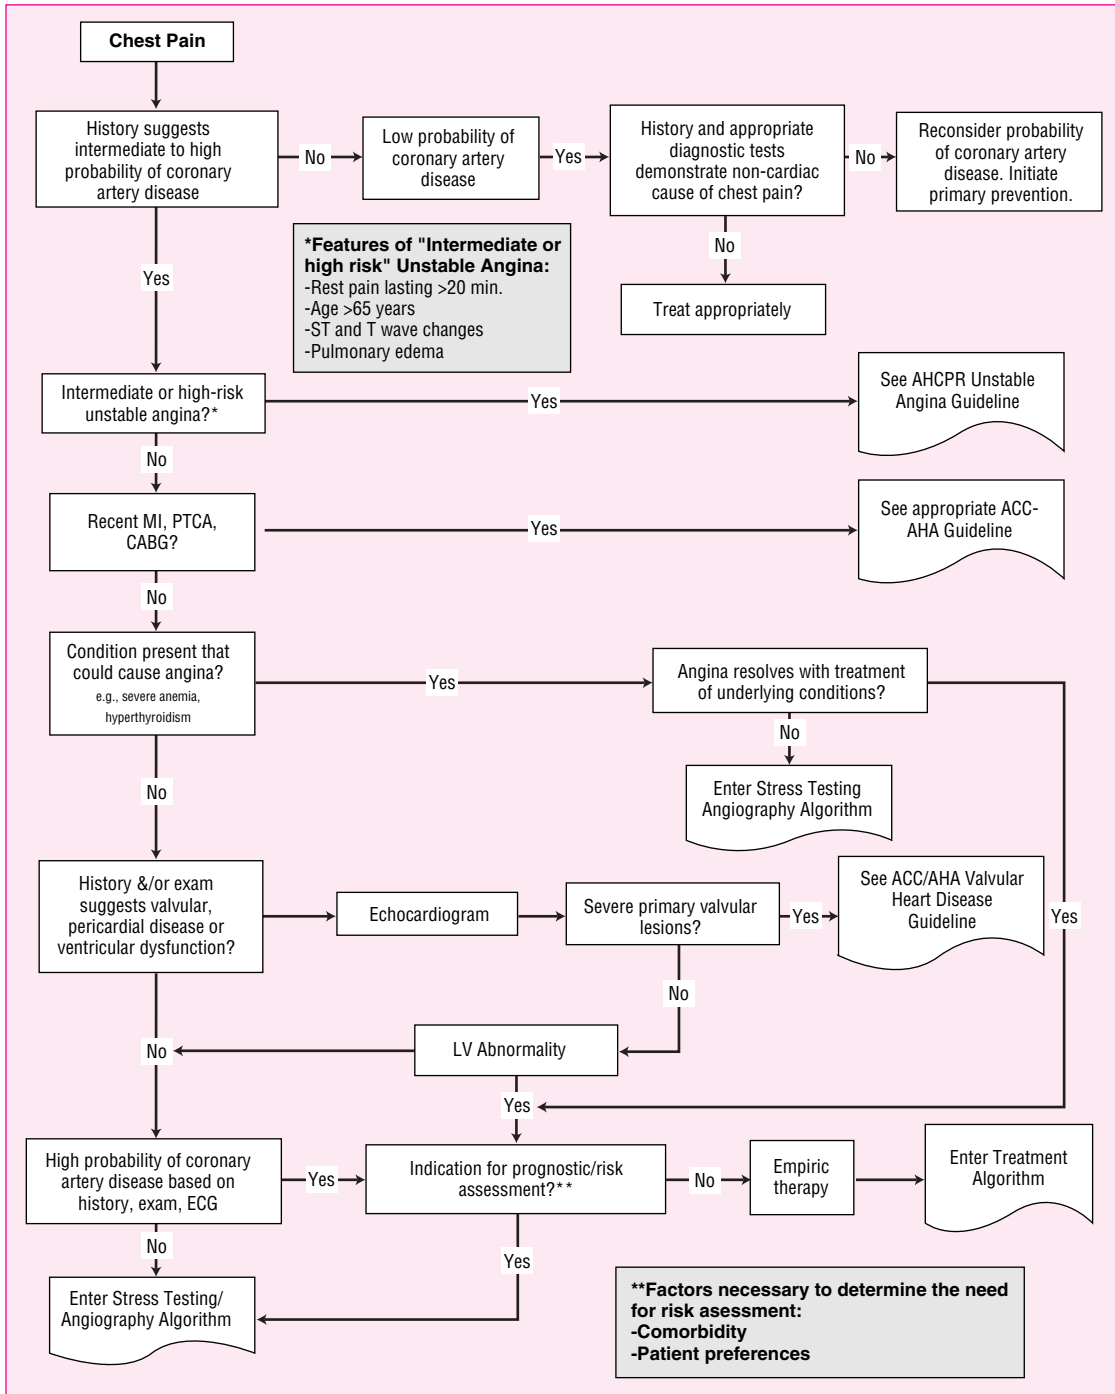 Chest Pain
History suggests
intermediate to high
probability of coronary
artery disease
No
Low probability of
coronary artery
disease
Yes
History and appropriate
diagnostic tests
demonstrate non-cardiac
cause of chest pain?
No
Reconsider probability
of coronary artery
disease. Initiate
primary prevention.
No
Treat appropriately
*Features of "Intermediate or
high risk" Unstable Angina:
-Rest pain lasting >20 min.
-Age >65 years
-ST and T wave changes
-Pulmonary edema
Yes
Intermediate or high-risk
unstable angina?*
Yes
See AHCPR Unstable
Angina Guideline
No
Recent MI, PTCA,
CABG?
Yes
See appropriate ACC-
AHA Guideline
No
Condition present that
could cause angina?
e.g., severe anemia,
hyperthyroidism
Yes
Angina resolves with treatment
of underlying conditions?
No
Enter Stress Testing
Angiography Algorithm
Yes
No
History &/or exam
suggests valvular,
pericardial disease or
ventricular dysfunction?
Echocardiogram
Severe primary valvular
lesions?
Yes
See ACC/AHA Valvular
Heart Disease
Guideline
No
LV Abnormality
No
Yes
High probability of coronary
artery disease based on
history, exam, ECG
Yes
Indication for prognostic/risk
assessment?**
No
Empiric
therapy
Enter Treatment
Algorithm
No
Yes
Enter Stress Testing/
Angiography Algorithm
**Factors necessary to determine the need
for risk asessment:
-Comorbidity
-Patient preferences